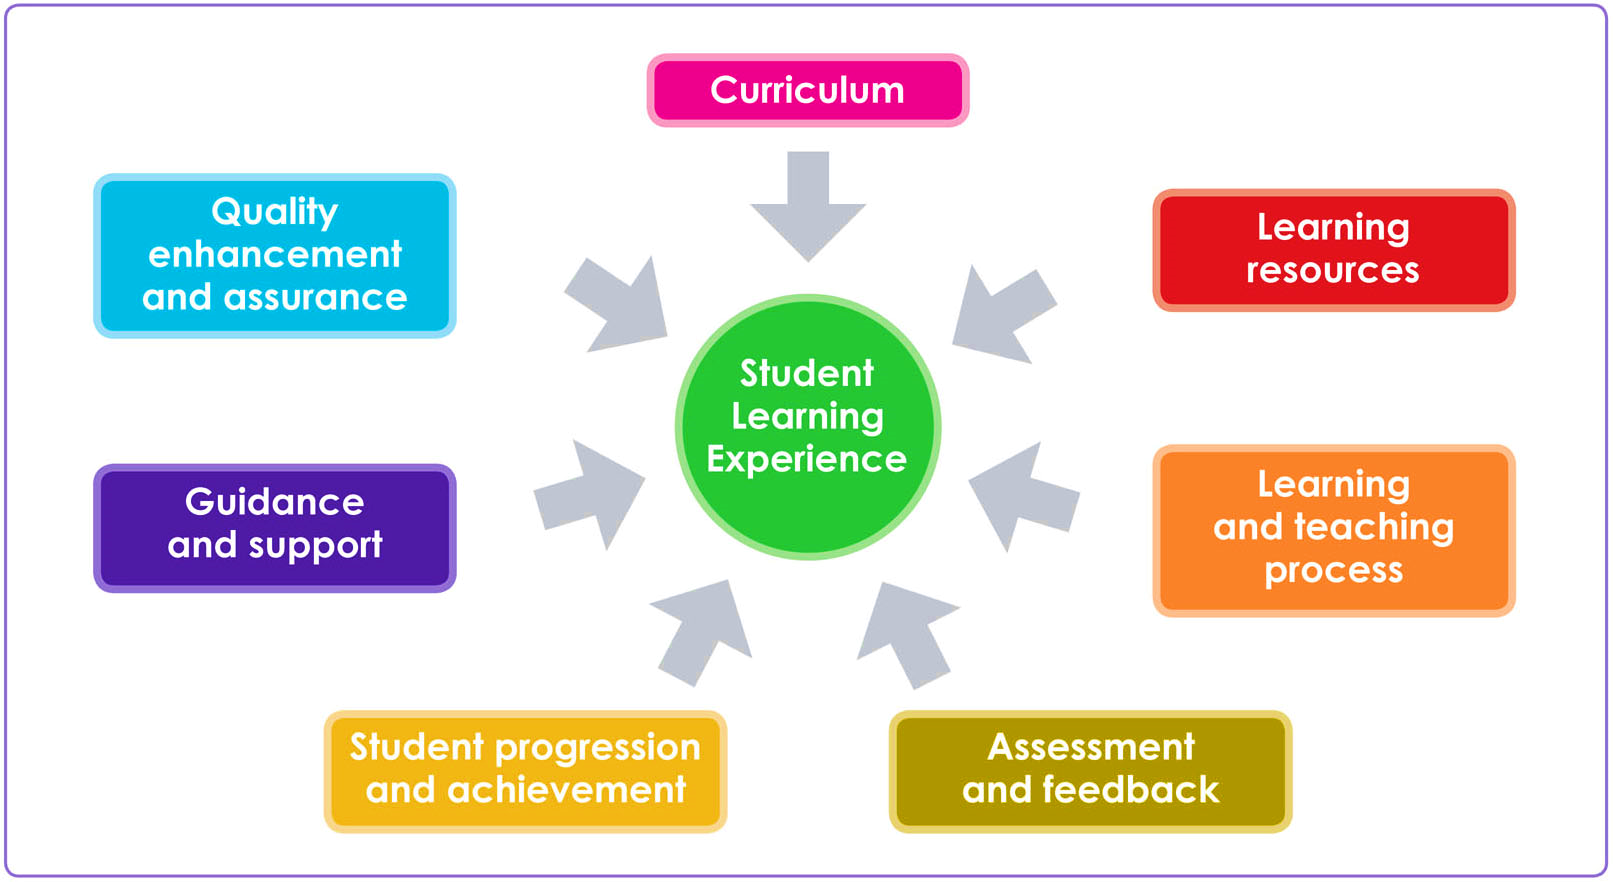 Curriculum
Quality
enhancement
and assurance
Learning
resources
Student
Learning
Experience
Guidance
and support
Learning
and teaching
process
Student progression
and achievement
Assessment
and feedback